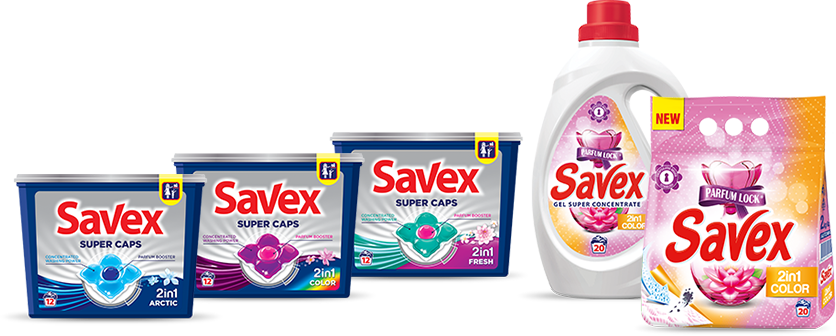 Savex
SUPER CAPS
CONCENTRATED
WASHING POWER
PARFUM BOOSTER
12
2in1
ARCTIC
Savex
SUPER CAPS
CONCENTRATED
WASHING POWER
PARFUM BOOSTER
12
2in1
COLOR
Savex
SUPER CAPS
CONCENTRATED
WASHING POWER
PARFUM BOOSTER
12
2in1
FRESH
PARFUM LOCK
Savex
GEL SUPER CONCENTRATE
2in1
COLOR
20
NEW
PARFUM LOCK
Savex
2in1
COLOR
20